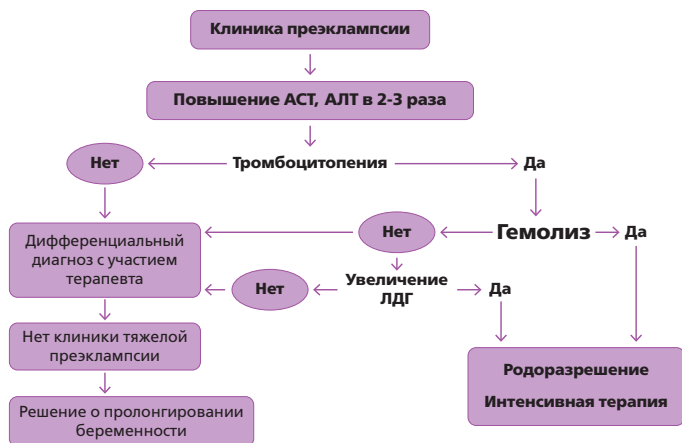 Клиника преэклампсии
Повышение АСТ, АЛТ в 2-3 раза
Нет
Тромбоцитопения
Да
Дифференциальный
диагноз с участием
терапевта
Нет
Гемолиз
Да
Нет
Увеличение
ЛДГ
Да
Нет клиники тяжелой
преэклампсии
Родоразрешение
Интенсивная терапия
Решение о пролонгировании
беременности